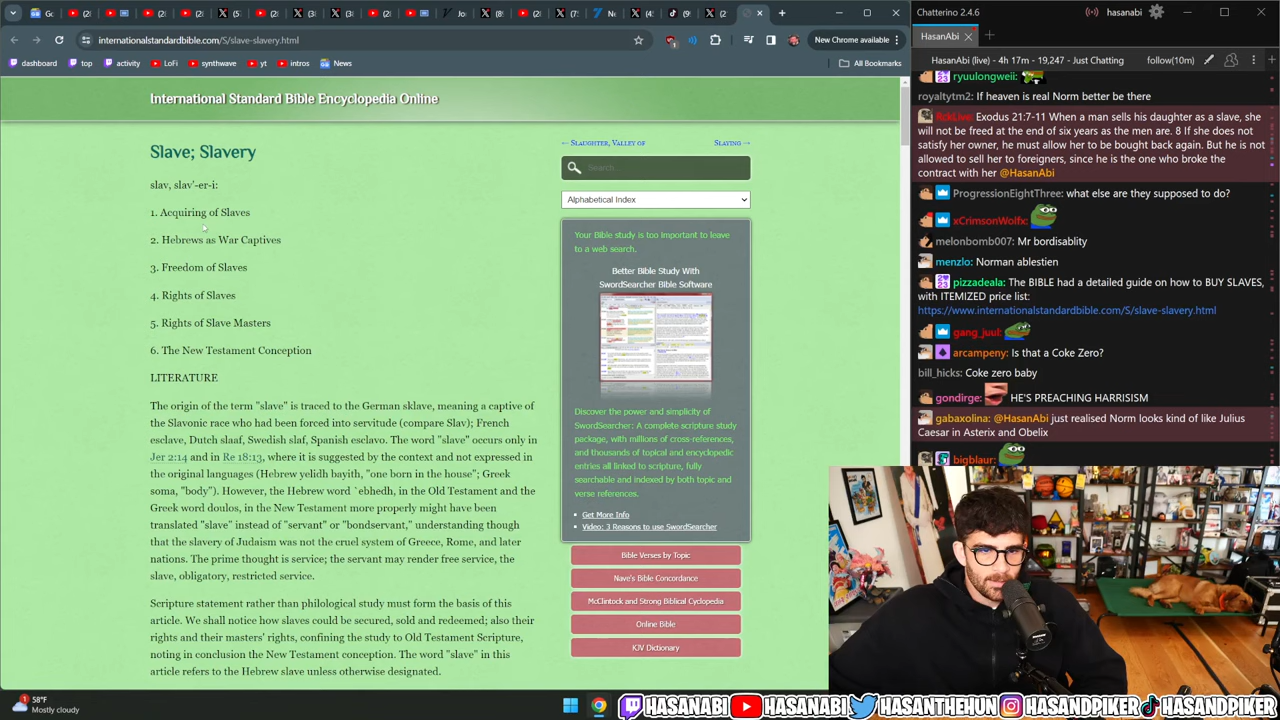 internationalstandardbible.com/S/slave-slavery.html
New Chrome available
dashboard
top
activity
LoFi
synthwave
yt
intros
News
All Bookmarks
International Standard Bible Encyclopedia Online
Slave; Slavery
slav, slav'-er-i:
1. Acquiring of Slaves
2. Hebrews as War Captives
3. Freedom of Slaves
4. Rights of Slaves
5. Rights of Slave Masters
6. The New Testament Conception
LITERATURE
The origin of the term "slave" is traced to the German sklave, meaning a captive of
the Slavonic race who had been forced into servitude (compare Slav); French
esclave, Dutch slaaf, Swedish slaf, Spanish esclavo. The word "slave" occurs only in
Jer 2:14 and in Re 18:13, where it is suggested by the context and not expressed in
the original languages (Hebrew yelidh bayith, "one born in the house"; Greek
soma, "body"). However, the Hebrew word `ebhedh, in the Old Testament and the
Greek word doulos, in the New Testament more properly might have been
translated "slave" instead of "servant" or "bondservant," understanding though
that the slavery of Judaism was not the cruel system of Greece, Rome, and later
nations. The prime thought is service; the servant may render free service, the
slave, obligatory, restricted service.
Scripture statement rather than philological study must form the basis of this
article. We shall notice how slaves could be secured, sold and redeemed; also their
rights and their masters' rights, confining the study to Old Testament Scripture,
noting in conclusion the New Testament conception. The word "slave" in this
article refers to the Hebrew slave unless otherwise designated.
← Slaughter, Valley of
Slaying →
Search...
Alphabetical Index
Your Bible study is too important to leave
to a web search.
Better Bible Study With
SwordSearcher Bible Software
Discover the power and simplicity of
SwordSearcher: A complete scripture study
package, with millions of cross-references,
and thousands of topical and encyclopedic
entries all linked to scripture, fully
searchable and indexed by both topic and
verse references.
Get More Info
Video: 3 Reasons to use SwordSearcher
Bible Verses by Topic
Nave's Bible Concordance
McClintock and Strong Biblical Cyclopedia
Online Bible
KJV Dictionary
Chatterino 2.4.6
hasanabi
HasanAbi
HasanAbi (live) - 4h 17m - 19,247 - Just Chatting
follow(10m)
ryuulongweii:
royaltytm2: If heaven is real Norm better be there
RckLive: Exodus 21:7-11 When a man sells his daughter as a slave, she
will not be freed at the end of six years as the men are. 8 If she does not
satisfy her owner, he must allow her to be bought back again. But he is not
allowed to sell her to foreigners, since he is the one who broke the
contract with her @HasanAbi
ProgressionEightThree: what else are they supposed to do?
xCrimsonWolfx:
melonbomb007: Mr bordisablity
menzlo: Norman ablestien
pizzadeala: The BIBLE had a detailed guide on how to BUY SLAVES,
with ITEMIZED price list:
https://www.internationalstandardbible.com/S/slave-slavery.html
gang_juul:
arcampeny: Is that a Coke Zero?
bill_hicks: Coke zero baby
gondirge: HE'S PREACHING HARRISISM
gabaxolina: @HasanAbi just realised Norm looks kind of like Julius
Caesar in Asterix and Obelix
bigblaur:
58°F
Mostly cloudy
HASANABI
HASANABI
HASANTHEHUN
HASANDPIKER
HASANDPIKER